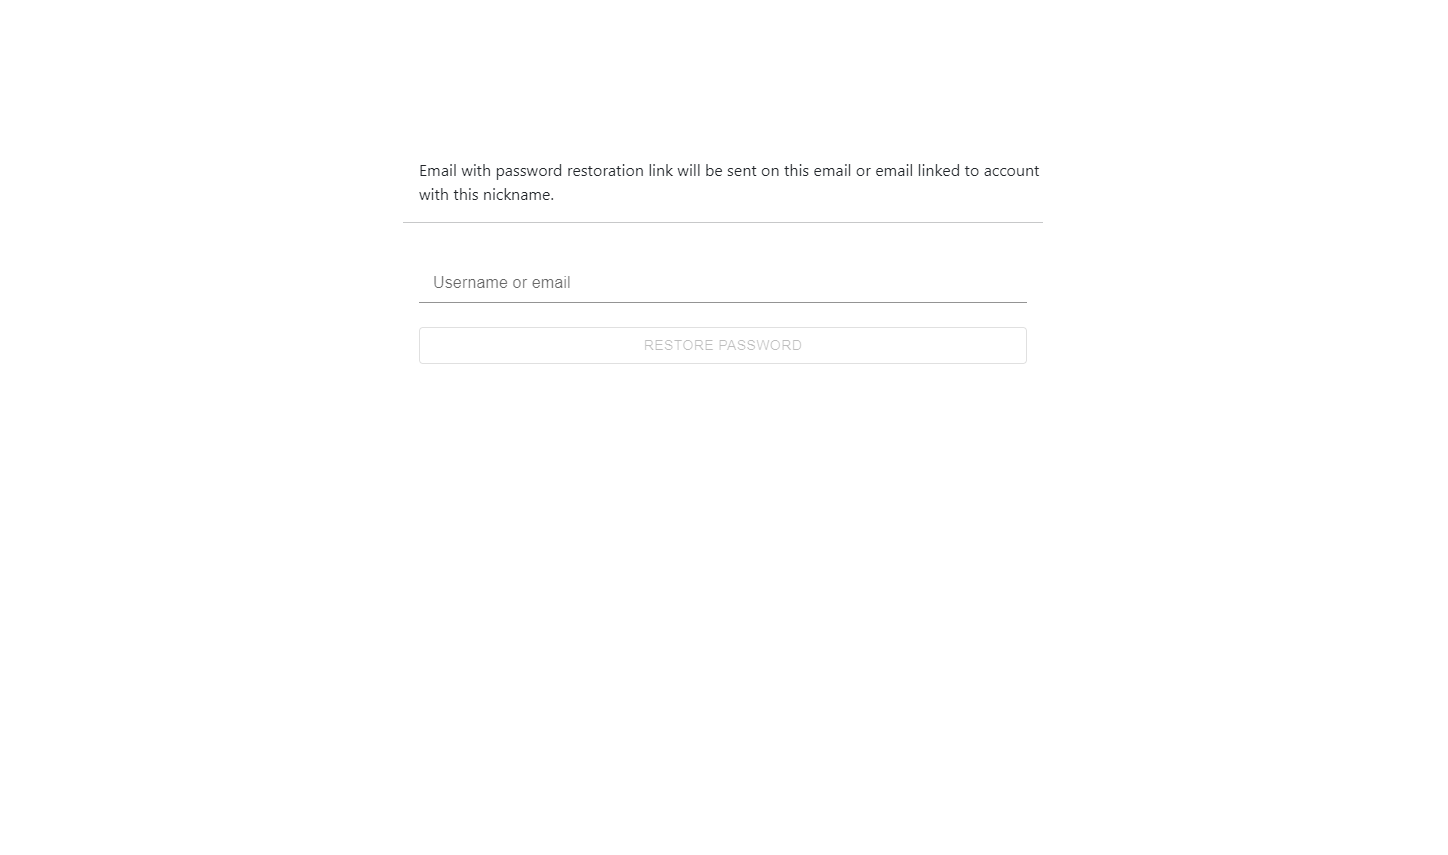 Email with password restoration link will be sent on this email or email linked to account
with this nickname.
Username or email
RESTORE PASSWORD